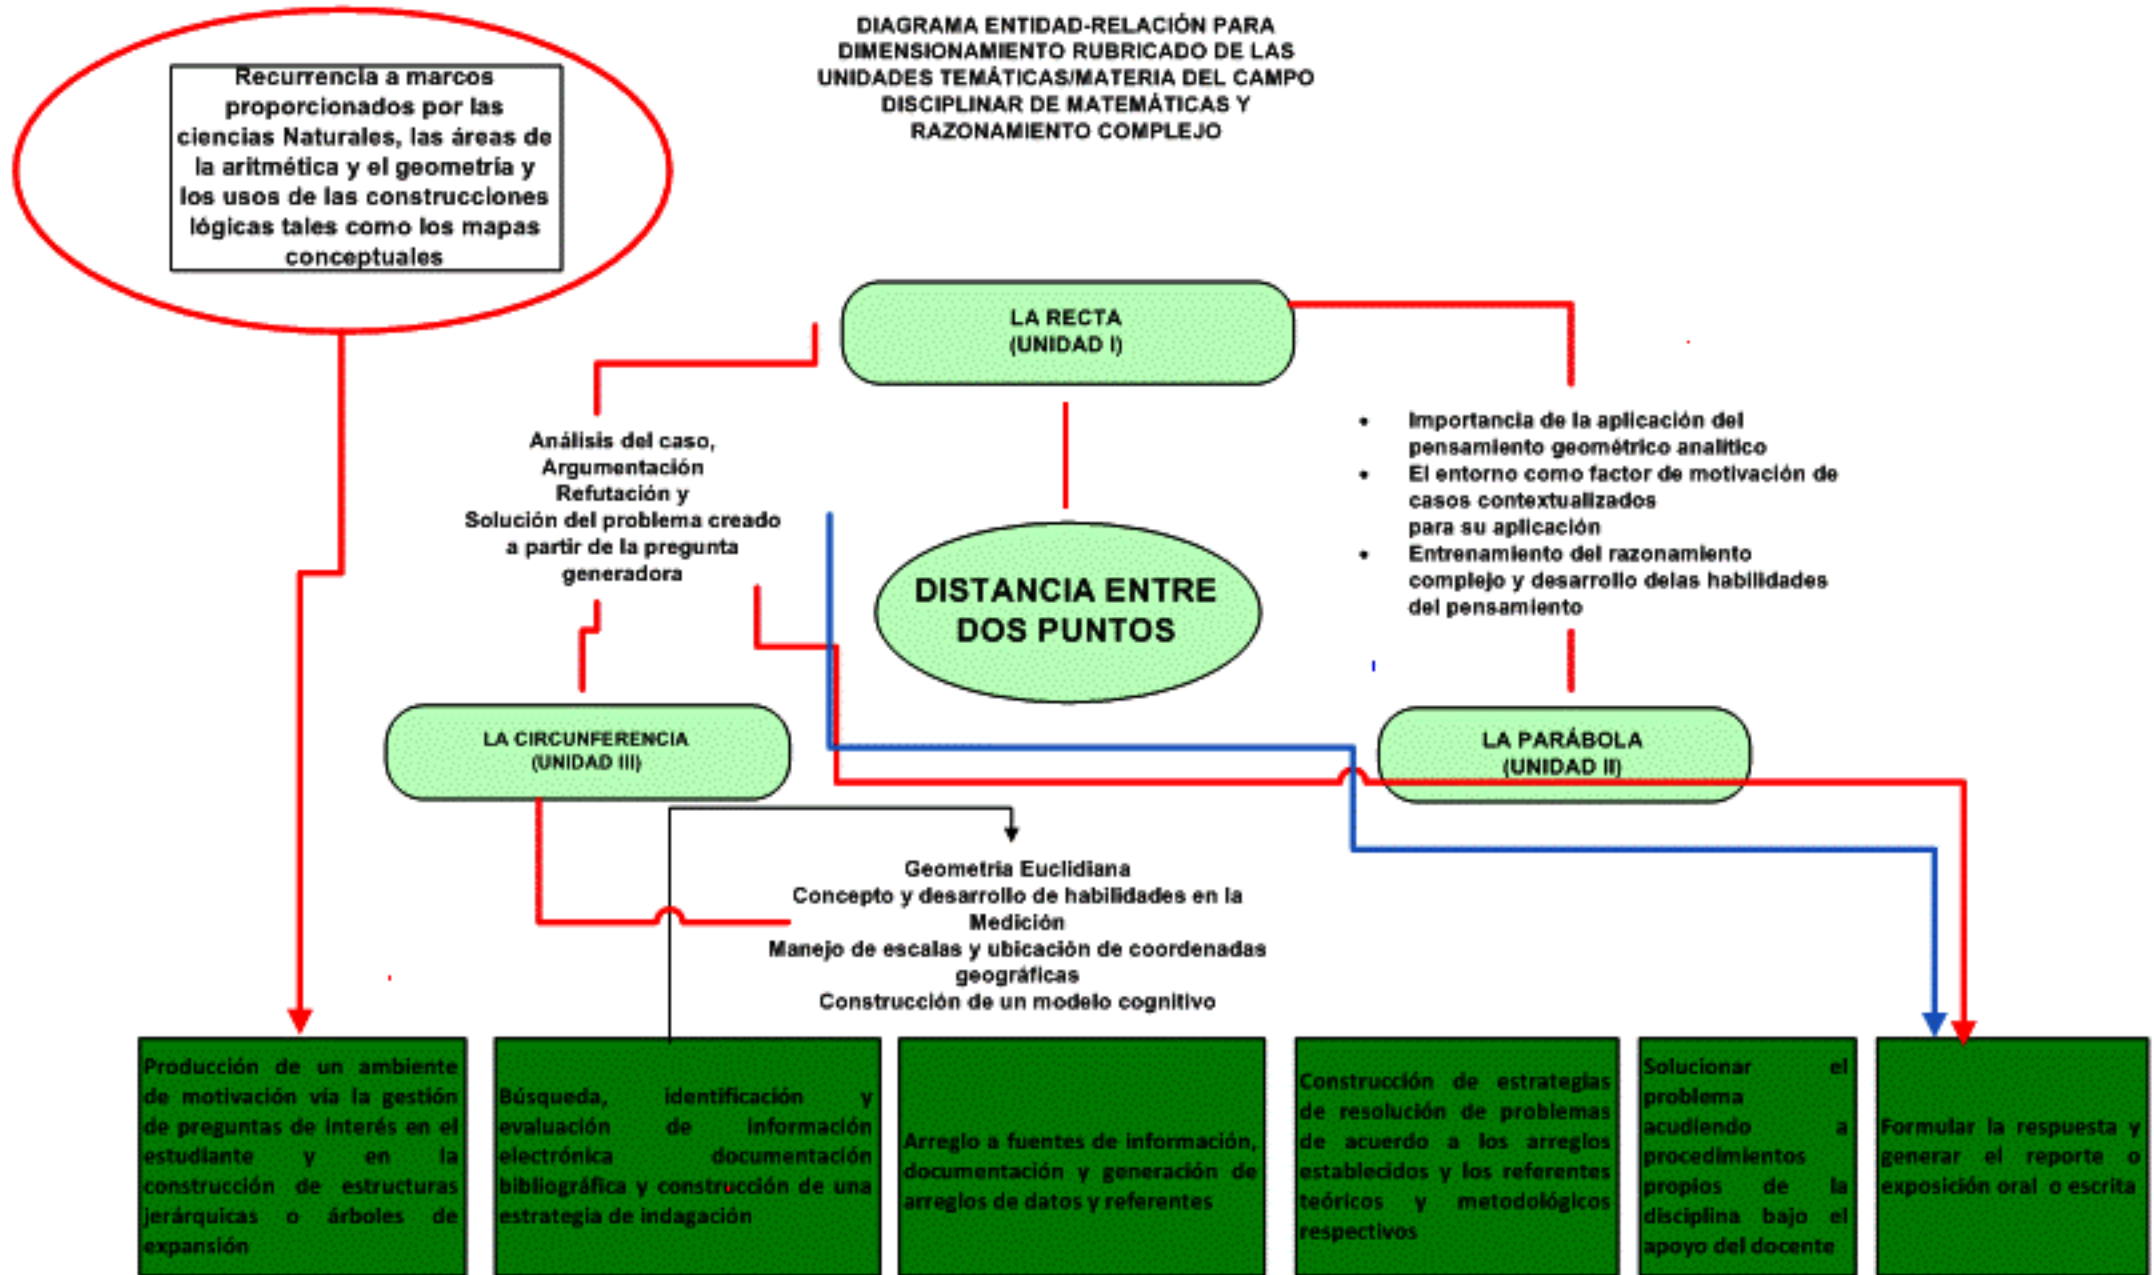 DIAGRAMA ENTIDAD-RELACIÓN PARA
DIMENSIONAMIENTO RUBRICADO DE LAS
UNIDADES TEMÁTICAS/MATERIA DEL CAMPO
DISCIPLINAR DE MATEMÁTICAS Y
RAZONAMIENTO COMPLEJO
Recurrencia a marcos
proporcionados por las
ciencias Naturales, las áreas de
la aritmética y el geometría y
los usos de las construcciones
lógicas tales como los mapas
conceptuales
LA RECTA
(UNIDAD I)
Análisis del caso,
Argumentación
Refutación y
Solución del problema creado
a partir de la pregunta
generadora
DISTANCIA ENTRE
DOS PUNTOS
• Importancia de la aplicación del
pensamiento geométrico analítico
• El entorno como factor de motivación de
casos contextualizados
para su aplicación
• Entrenamiento del razonamiento
complejo y desarrollo delas habilidades
del pensamiento
LA CIRCUNFERENCIA
(UNIDAD III)
LA PARÁBOLA
(UNIDAD II)
Geometría Euclidiana
Concepto y desarrollo de habilidades en la
Medición
Manejo de escalas y ubicación de coordenadas
geográficas
Construcción de un modelo cognitivo
Producción de un ambiente
de motivación vía la gestión
de preguntas de interés en el
estudiante y en la
construcción de estructuras
jerárquicas o árboles de
expansión
Búsqueda, identificación y
evaluación de información
electrónica documentación
bibliográfica y construcción de una
estrategia de indagación
Arreglo a fuentes de información,
documentación y generación de
arreglos de datos y referentes
Construcción de estrategias
de resolución de problemas
de acuerdo a los arreglos
establecidos y los referentes
teóricos y metodológicos
respectivos
Solucionar el
problema
acudiendo a
procedimientos
propios de la
disciplina bajo el
apoyo del docente
Formular la respuesta y
generar el reporte o
exposición oral o escrita